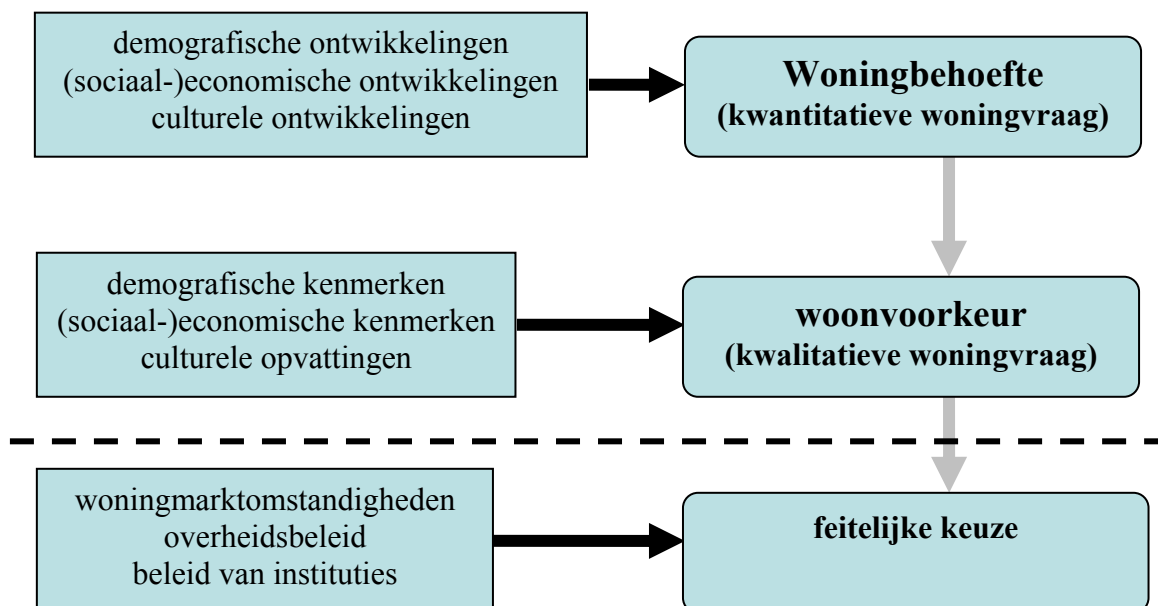 demografische ontwikkelingen
(sociaal-)economische ontwikkelingen
culturele ontwikkelingen
Woningbehoefte
(kwantitatieve woningvraag)
demografische kenmerken
(sociaal-)economische kenmerken
culturele opvattingen
woonvoorkeur
(kwalitatieve woningvraag)
woningmarktomstandigheden
overheidsbeleid
beleid van instituties
feitelijke keuze